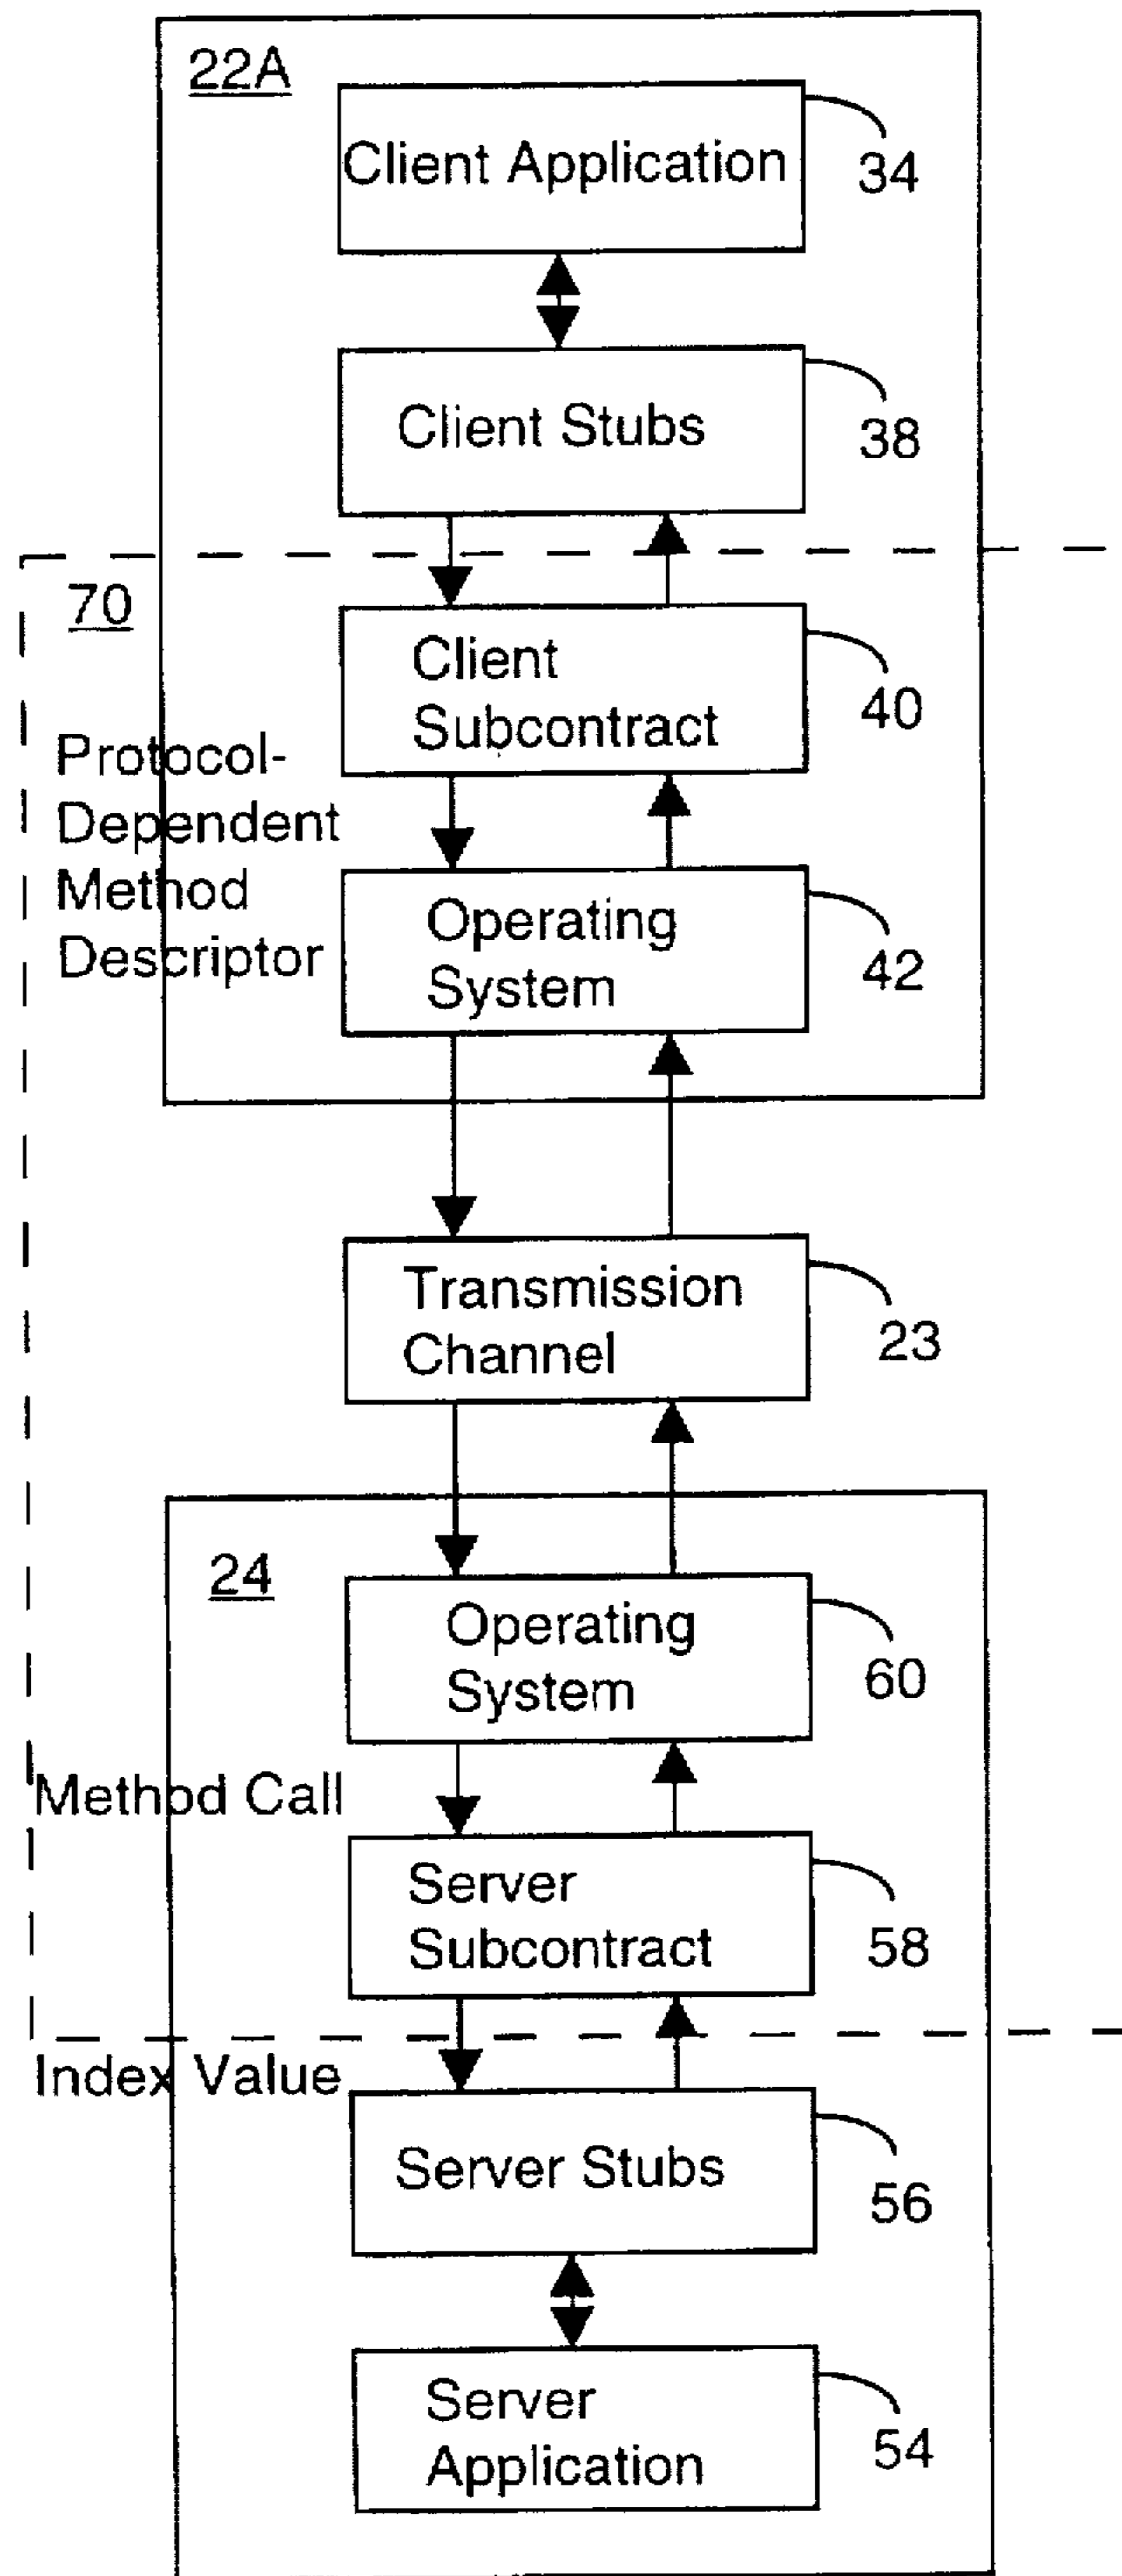 22A
Client Application
34
Client Stubs
38
70
Client
Subcontract
40
Protocol-
Dependent
Method
Descriptor
Operating
System
42
Transmission
Channel
23
24
Operating
System
60
Method Call
Server
Subcontract
58
Index Value
Server Stubs
56
Server
Application
54